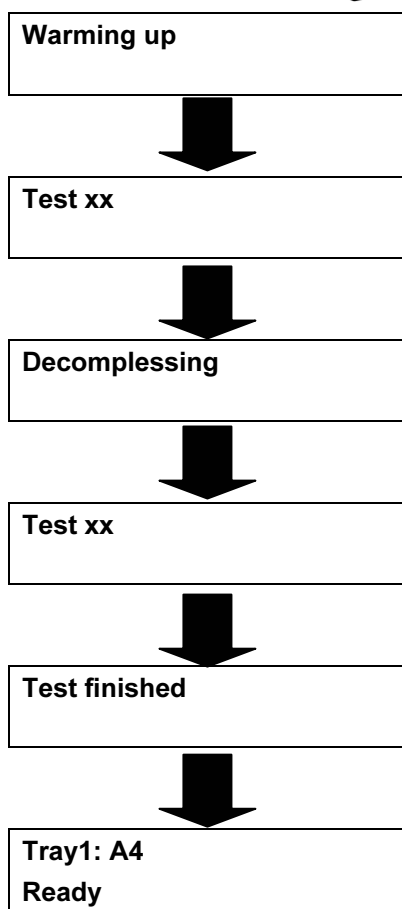 Warming up
Test xx
Decomplessing
Test xx
Test finished
Tray1: A4
Ready